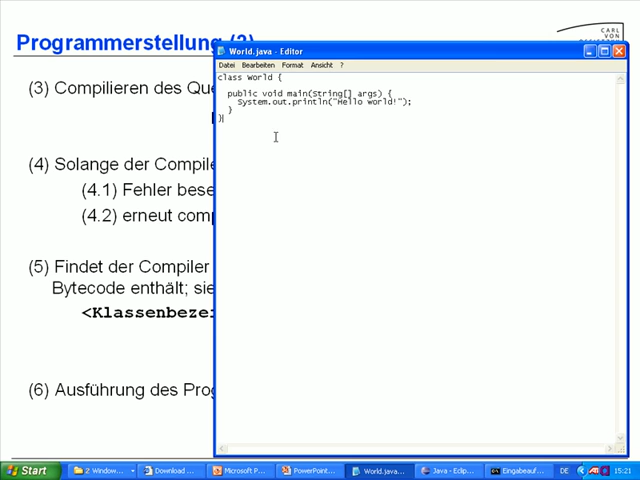 Programmerstellung (2)
CARL
VON
World.java - Editor
Datei Bearbeiten Format Ansicht ?
class World {
public void main(String[] args) {
System.out.println("Hello world!");
}
}
(3) Compilieren des Que
(4) Solange der Compile
(4.1) Fehler bese
(4.2) erneut comp
(5) Findet der Compiler
Bytecode enthält; sie
<Klassenbeze
(6) Ausführung des Prog
Start
2 Window...
Download ...
Microsoft P...
PowerPoint...
World.java...
Java - Eclip...
Eingabeauf...
DE
15:21